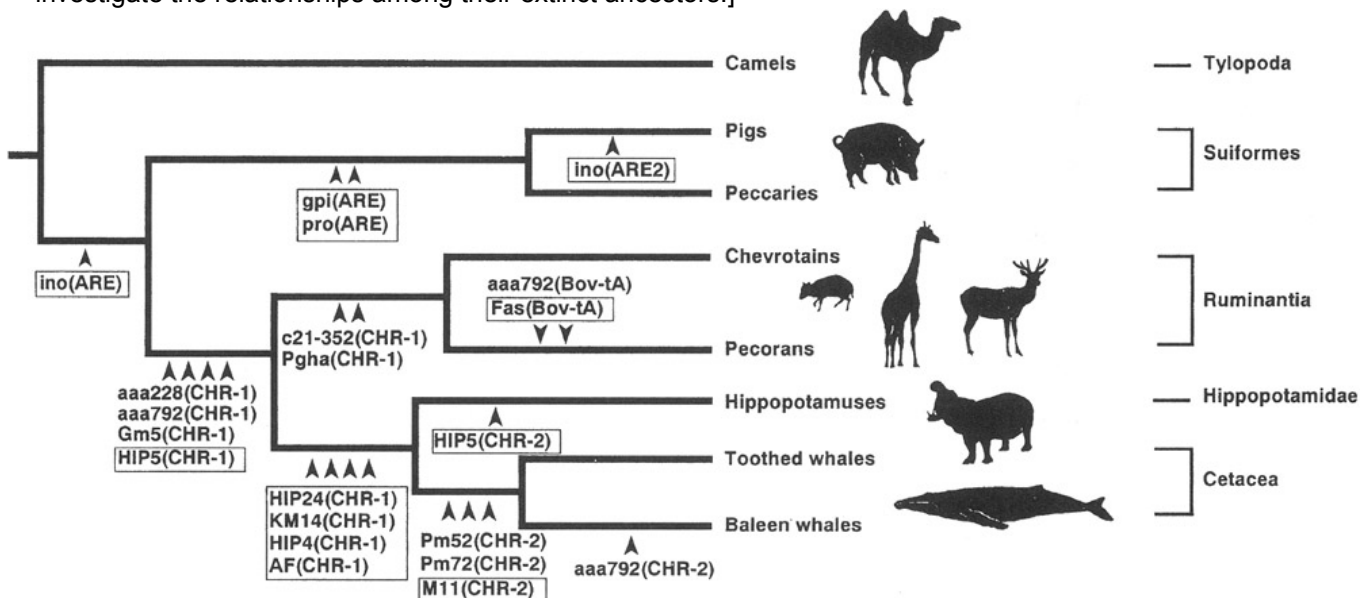 investigate the relationships among their extinct ancestors.]
Camels
Tylopoda
Pigs
ino(ARE2)
Suiformes
gpi(ARE)
pro(ARE)
Peccaries
ino(ARE)
Chevrotains
aaa792(Bov-tA)
Fas(Bov-tA)
Ruminantia
c21-352(CHR-1)
Pgha(CHR-1)
Pecorans
aaa228(CHR-1)
aaa792(CHR-1)
Gm5(CHR-1)
HIP5(CHR-1)
Hippopotamuses
Hippopotamidae
HIP5(CHR-2)
Toothed whales
Cetacea
HIP24(CHR-1)
KM14(CHR-1)
HIP4(CHR-1)
AF(CHR-1)
Baleen whales
Pm52(CHR-2)
Pm72(CHR-2)
M11(CHR-2)
aaa792(CHR-2)